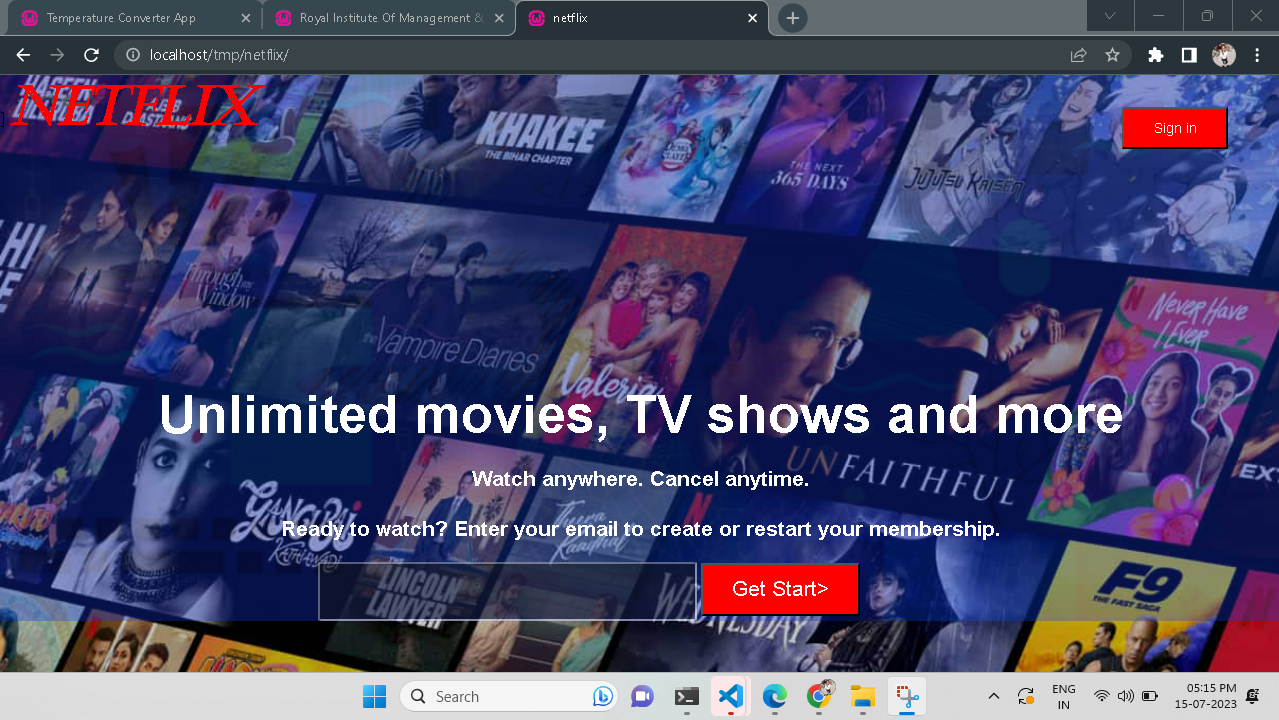 Temperature Converter App
Royal Institute Of Management &
netflix
localhost/tmp/netflix/
NETFLIX
Sign in
KHAKEE
THE BIHAR CHAPTER
THE NEXT
365 DAYS
JUJUTSU KAISEN
through my
Window
the
Vampire Diaries
Valeria
UNFAITHFUL
Never Have
I Ever
Unlimited movies, TV shows and more
Watch anywhere. Cancel anytime.
GANGUBAI
KATHIAWADI
Ready to watch? Enter your email to create or restart your membership.
THE
LINCOLN
LAWYER
Get Start>
WEDNESDAY
F9
THE FAST SAGA
Search
ENG
IN
05:15 PM
15-07-2023